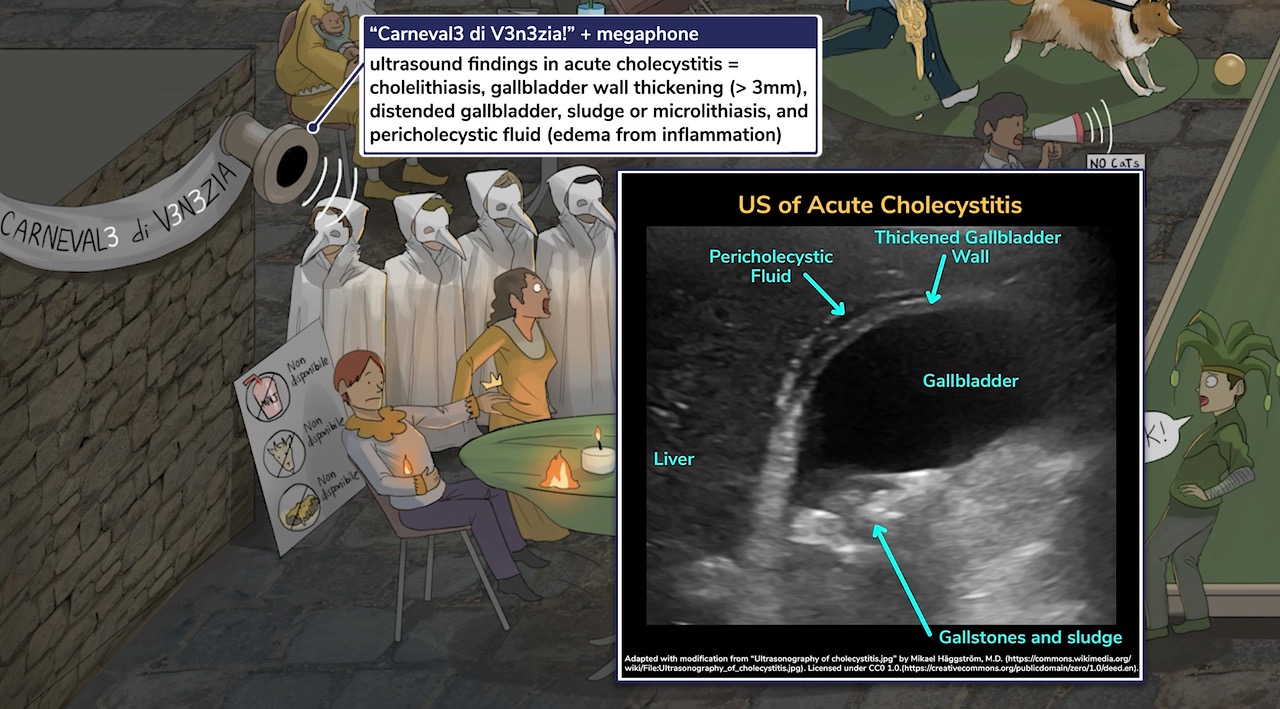 “Carneval3 di V3n3zia!” + megaphone
ultrasound findings in acute cholecystitis =
cholelithiasis, gallbladder wall thickening (> 3mm),
distended gallbladder, sludge or microlithiasis, and
pericholecystic fluid (edema from inflammation)
CARNEVAL3 di V3N3ZIA
NO CATs
US of Acute Cholecystitis
Thickened Gallbladder
Wall
Pericholecystic
Fluid
Gallbladder
Liver
Gallstones and sludge
Adapted with modification from “Ultrasonography of cholecystitis.jpg” by Mikael Häggström, M.D. (https://commons.wikimedia.org/
wiki/File:Ultrasonography_of_cholecystitis.jpg). Licensed under CC0 1.0.(https://creativecommons.org/publicdomain/zero/1.0/deed.en).
Non
disponibile
Non
disponibile
Non
disponibile
K!